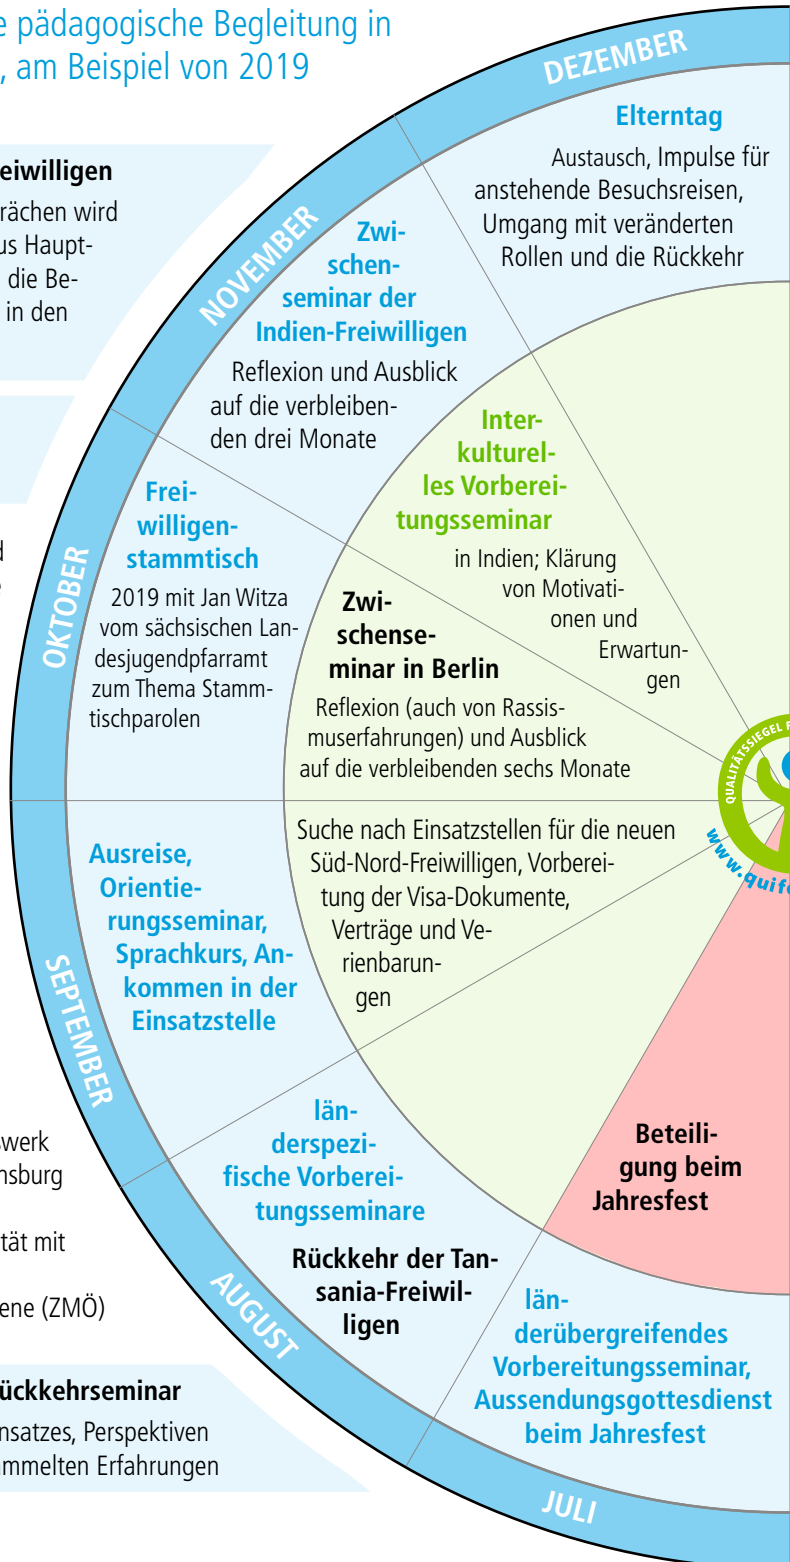 e pädagogische Begleitung in
, am Beispiel von 2019
DEZEMBER
Elterntag
Austausch, Impulse für
anstehende Besuchsreisen,
Umgang mit veränderten
Rollen und die Rückkehr
eiwilligen
rächen wird
us Haupt-
die Be-
in den
NOVEMBER
Zwi-
schen-
seminar der
Indien-Freiwilligen
Reflexion und Ausblick
auf die verbleiben-
den drei Monate
Inter-
kulturel-
les Vorberei-
tungsseminar
in Indien; Klärung
von Motivati-
onen und
Erwartun-
gen
OKTOBER
Frei-
willigen-
stammtisch
2019 mit Jan Witza
vom sächsischen Lan-
desjugendpfarramt
zum Thema Stamm-
tischparolen
Zwi-
schense-
minar in Berlin
Reflexion (auch von Rassis-
muserfahrungen) und Ausblick
auf die verbleibenden sechs Monate
QUALITÄTSSIEGEL F
www.quif
SEPTEMBER
Ausreise,
Orientie-
rungsseminar,
Sprachkurs, An-
kommen in der
Einsatzstelle
Suche nach Einsatzstellen für die neuen
Süd-Nord-Freiwilligen, Vorberei-
tung der Visa-Dokumente,
Verträge und Ve-
rienbarun-
gen
swerk
nsburg
tät mit
ene (ZMÖ)
AUGUST
län-
derspezi-
fische Vorberei-
tungsseminare
Rückkehr der Tan-
sania-Freiwil-
ligen
Beteili-
gung beim
Jahresfest
JULI
län-
derübergreifendes
Vorbereitungsseminar,
Aussendungsgottesdienst
beim Jahresfest
ückkehrseminar
nsatzes, Perspektiven
ammelten Erfahrungen